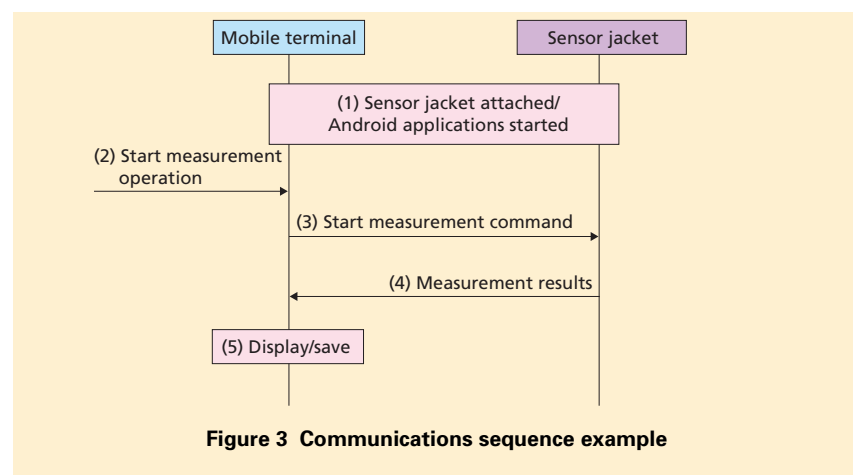 Mobile terminal
Sensor jacket
(1) Sensor jacket attached/
Android applications started
(2) Start measurement
operation
(3) Start measurement command
(4) Measurement results
(5) Display/save
Figure 3 Communications sequence example